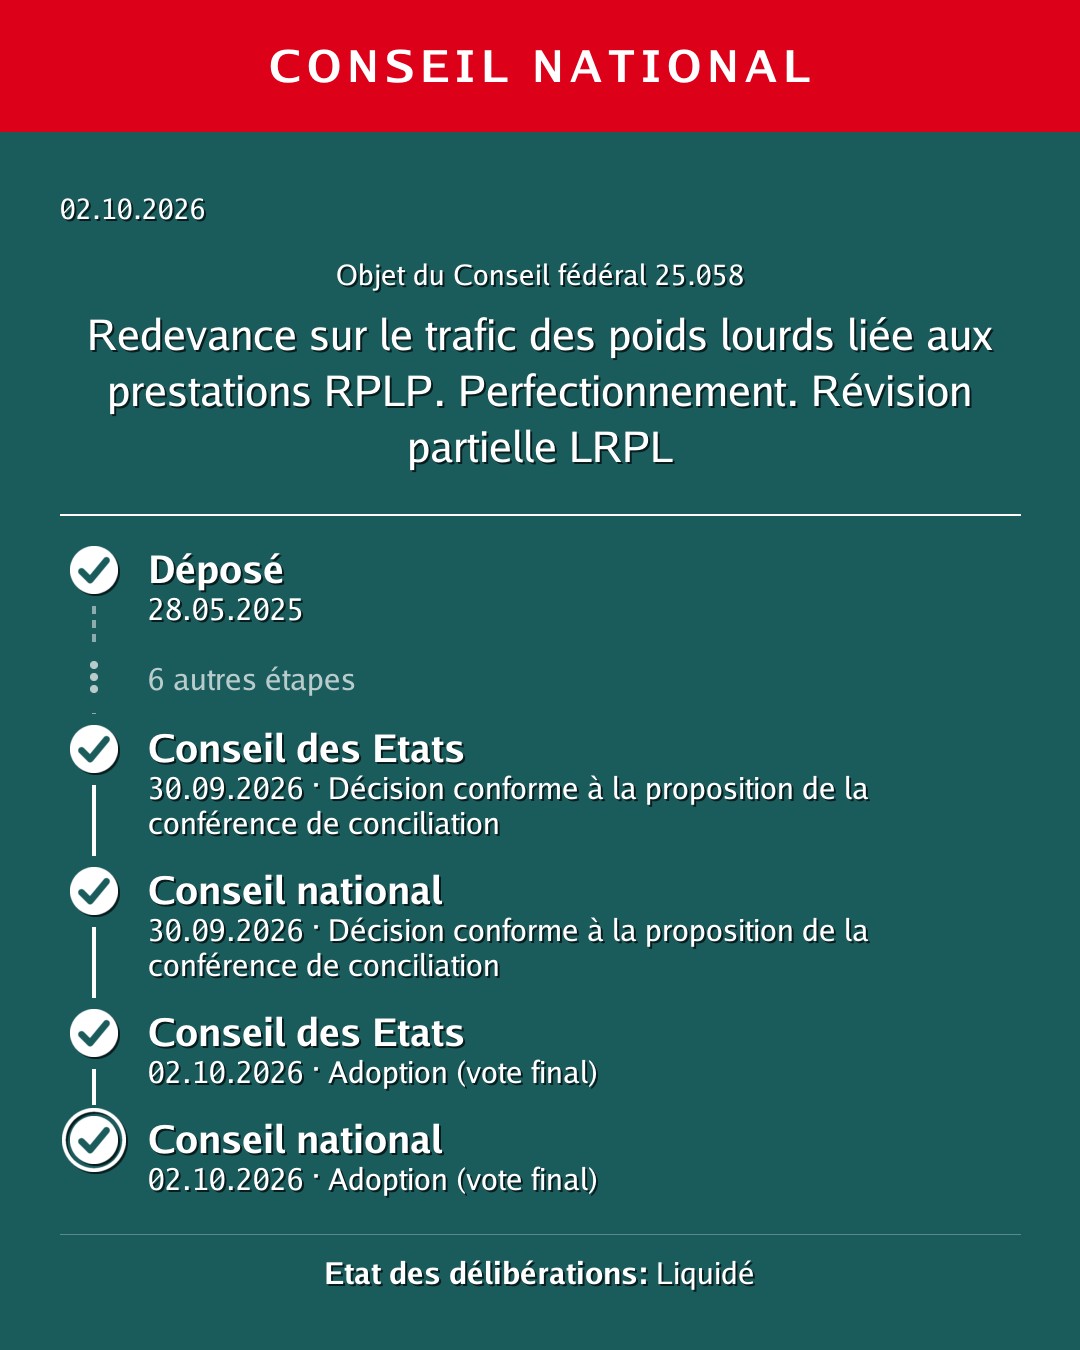 CONSEIL NATIONAL
02.10.2026
Objet du Conseil fédéral 25.058
Redevance sur le trafic des poids lourds liée aux
prestations RPLP. Perfectionnement. Révision
partielle LRPL
Déposé
28.05.2025
6 autres étapes
Conseil des Etats
30.09.2026 · Décision conforme à la proposition de la
conférence de conciliation
Conseil national
30.09.2026 · Décision conforme à la proposition de la
conférence de conciliation
Conseil des Etats
02.10.2026 · Adoption (vote final)
Conseil national
02.10.2026 · Adoption (vote final)
Etat des délibérations: Liquidé